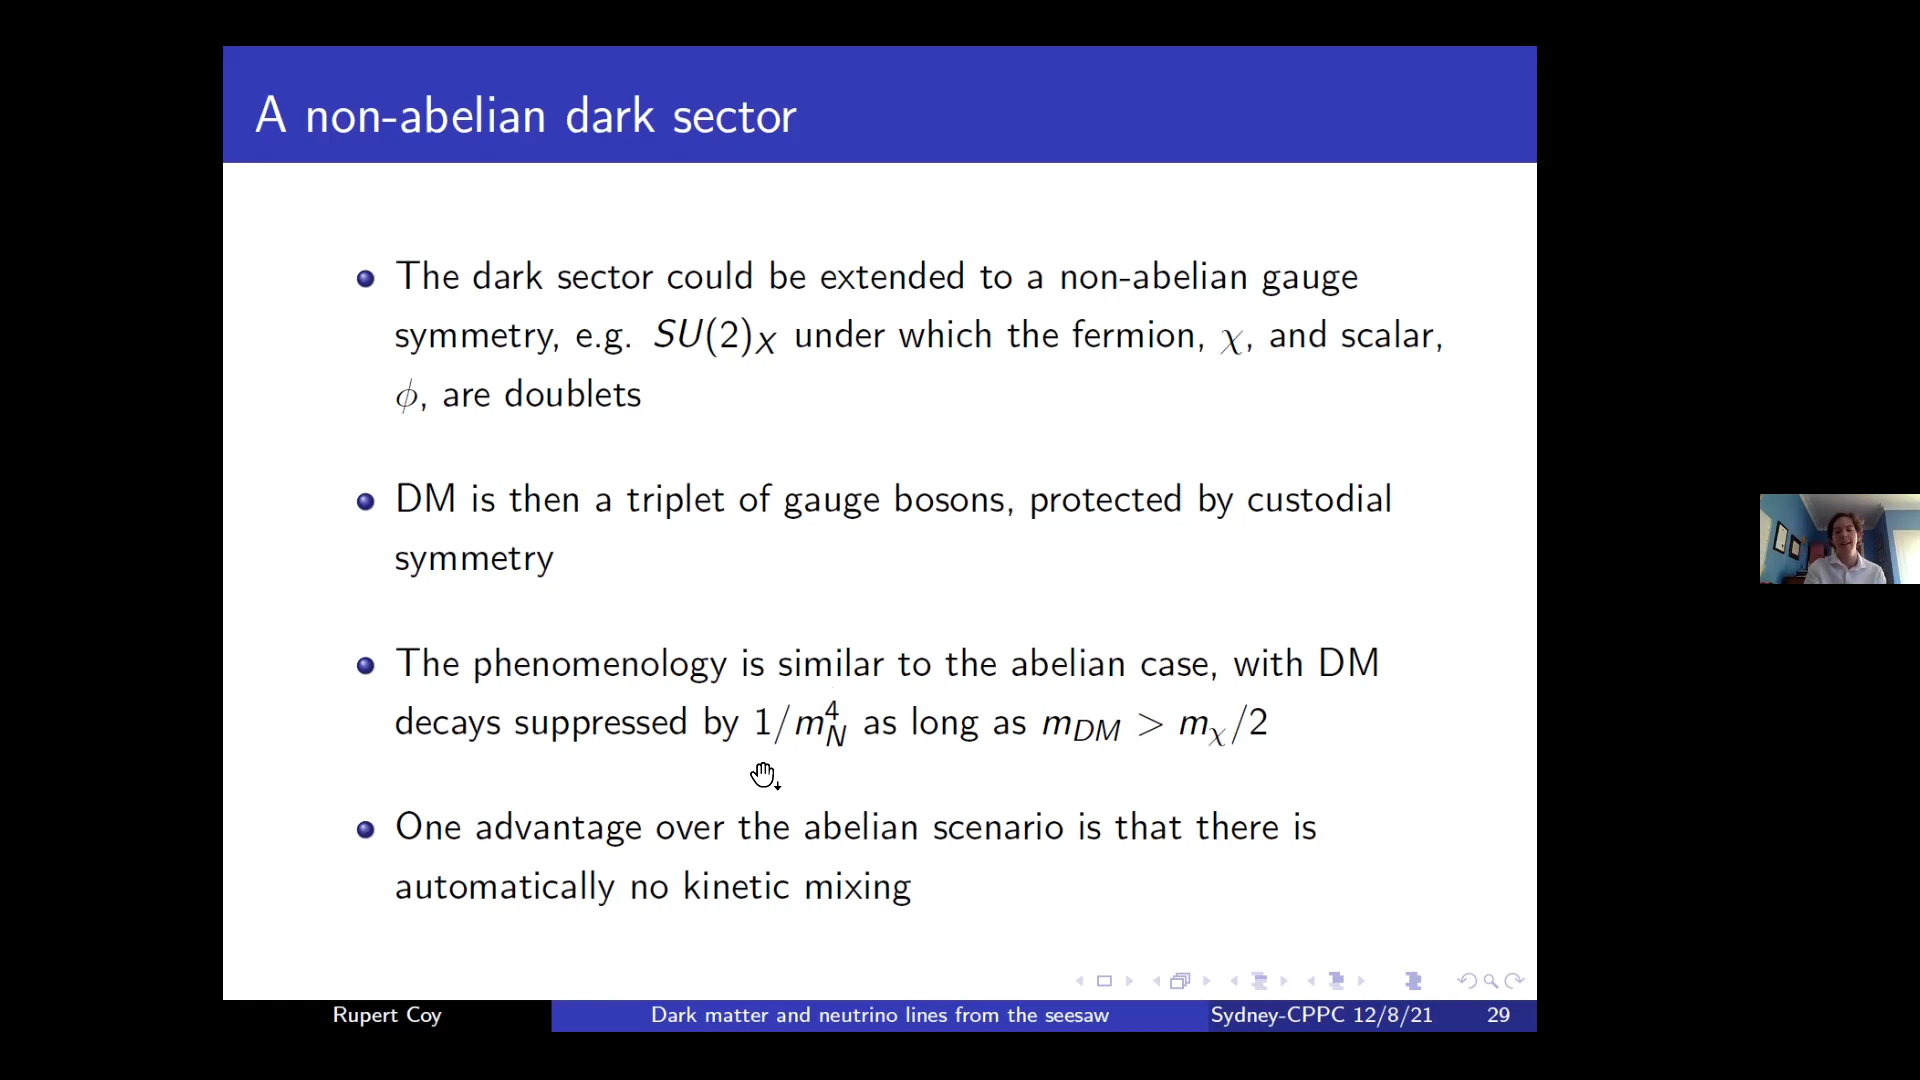 A non-abelian dark sector
The dark sector could be extended to a non-abelian gauge
symmetry, e.g. SU(2)_X under which the fermion, χ, and scalar,
ϕ, are doublets
DM is then a triplet of gauge bosons, protected by custodial
symmetry
The phenomenology is similar to the abelian case, with DM
decays suppressed by 1/m_N^4 as long as m_DM > m_χ/2
One advantage over the abelian scenario is that there is
automatically no kinetic mixing
Rupert Coy Dark matter and neutrino lines from the seesaw Sydney-CPPC 12/8/21 29